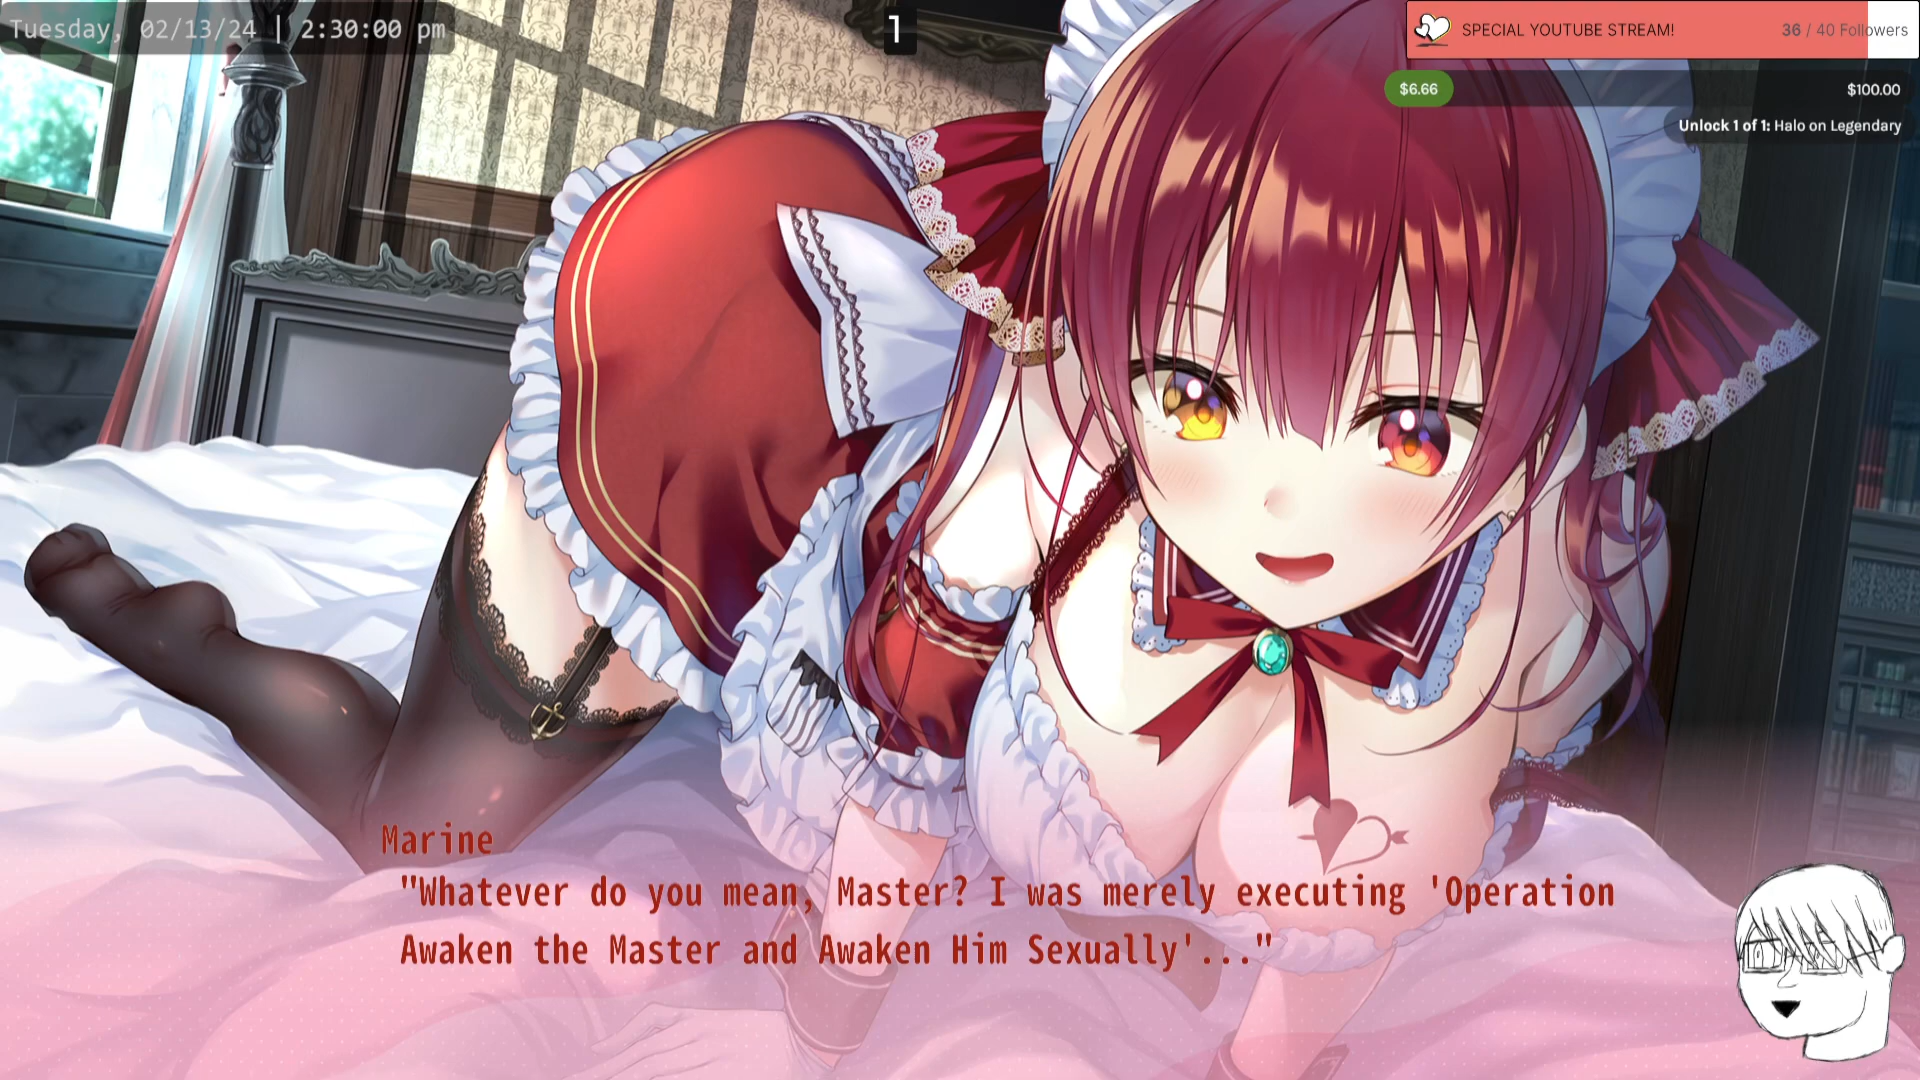 Tuesday, 02/13/24 | 2:30:00 pm
1
SPECIAL YOUTUBE STREAM!
36 / 40 Followers
$6.66
$100.00
Unlock 1 of 1: Halo on Legendary
Marine
"Whatever do you mean, Master? I was merely executing 'Operation
Awaken the Master and Awaken Him Sexually'..."